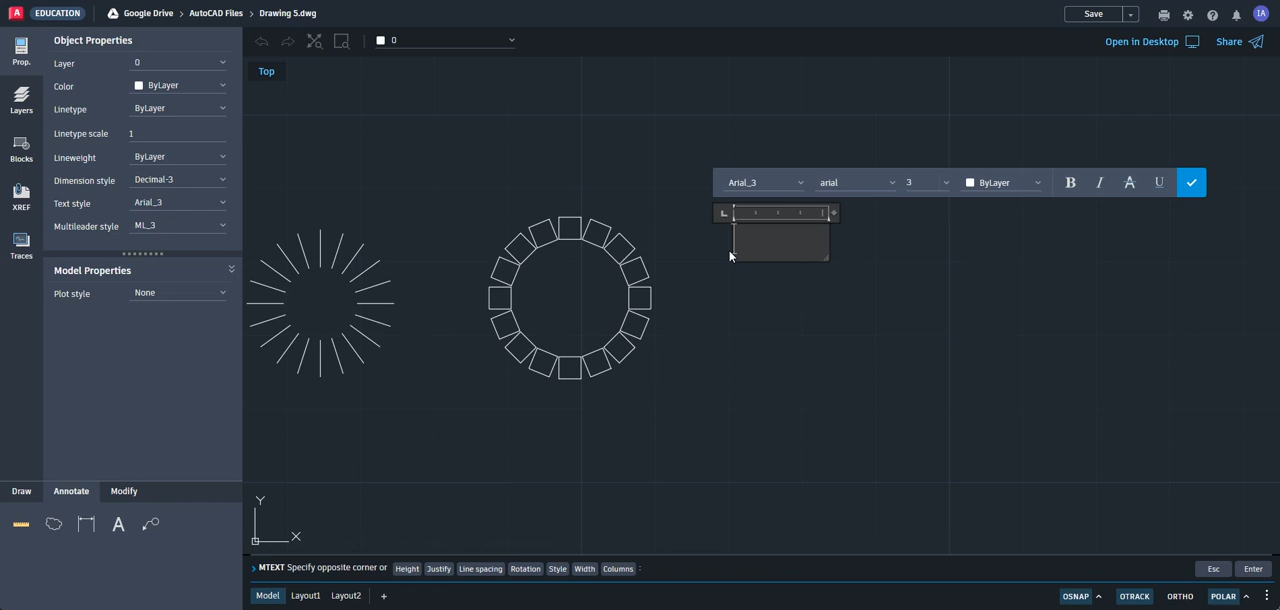 A EDUCATION Google Drive > AutoCAD Files > Drawing 5.dwg Save IA
Object Properties
0
Open in Desktop Share
Prop.
Layer 0
Top
Color ByLayer
Layers
Linetype ByLayer
Linetype scale 1
Blocks
Lineweight ByLayer
Dimension style Decimal-3
Arial_3 arial 3 ByLayer B I A U
XREF
Text style Arial_3
Multileader style ML_3
Traces
Model Properties
Plot style None
Draw Annotate Modify
A
Y
X
> MTEXT Specify opposite corner or Height Justify Line spacing Rotation Style Width Columns : Esc Enter
Model Layout1 Layout2 + OSNAP OTRACK ORTHO POLAR